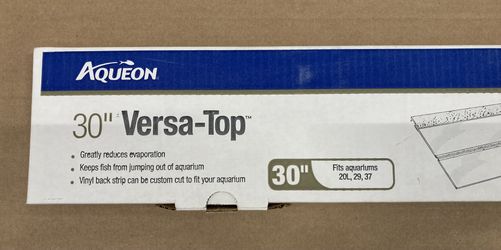 AQUEON
30" Versa-Top™
• Greatly reduces evaporation
• Keeps fish from jumping out of aquarium
• Vinyl back strip can be custom cut to fit your aquarium
30"
Fits aquariums
20L, 29, 37